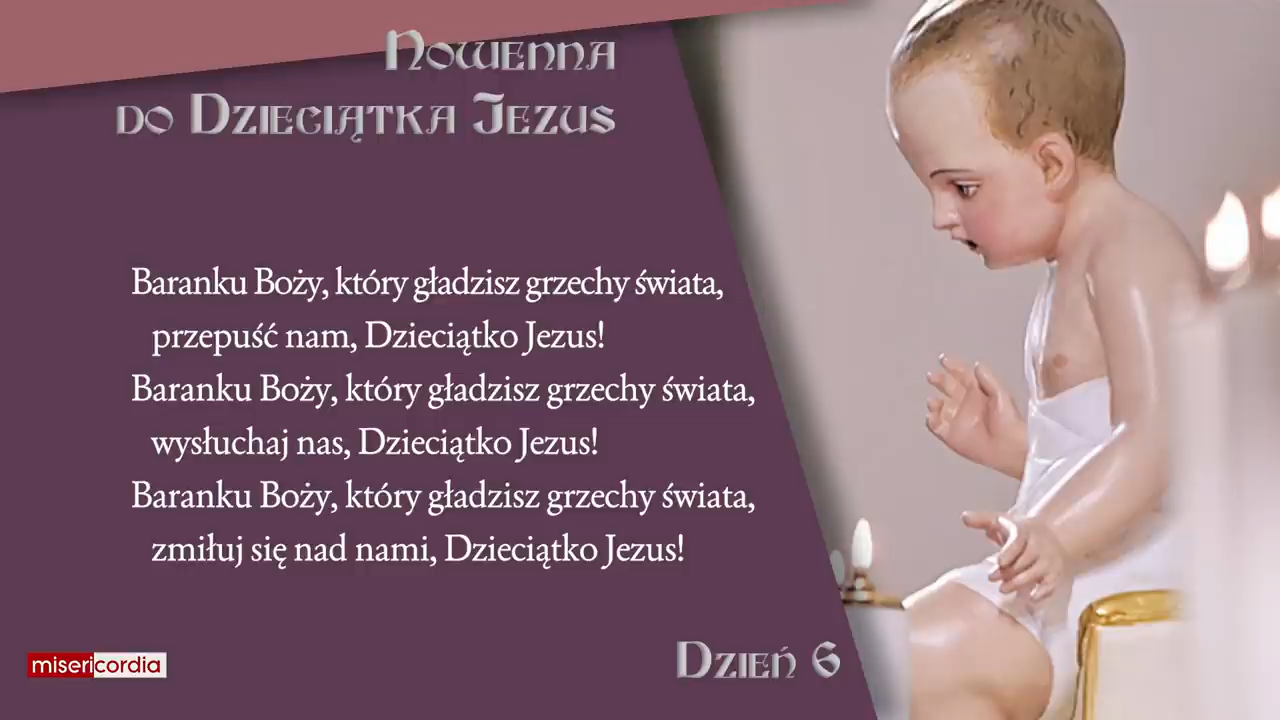 Nowenna
do Dzieciątka Jezus
Baranku Boży, który gładzisz grzechy świata,
przepuść nam, Dzieciątko Jezus!
Baranku Boży, który gładzisz grzechy świata,
wysłuchaj nas, Dzieciątko Jezus!
Baranku Boży, który gładzisz grzechy świata,
zmiłuj się nad nami, Dzieciątko Jezus!
misericordia
Dzień 6